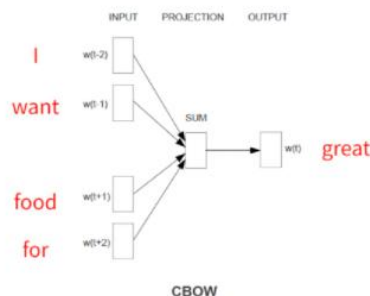 INPUT PROJECTION OUTPUT
I w(t-2)
want w(t-1)
SUM
w(t) great
food w(t+1)
for w(t+2)
CBOW